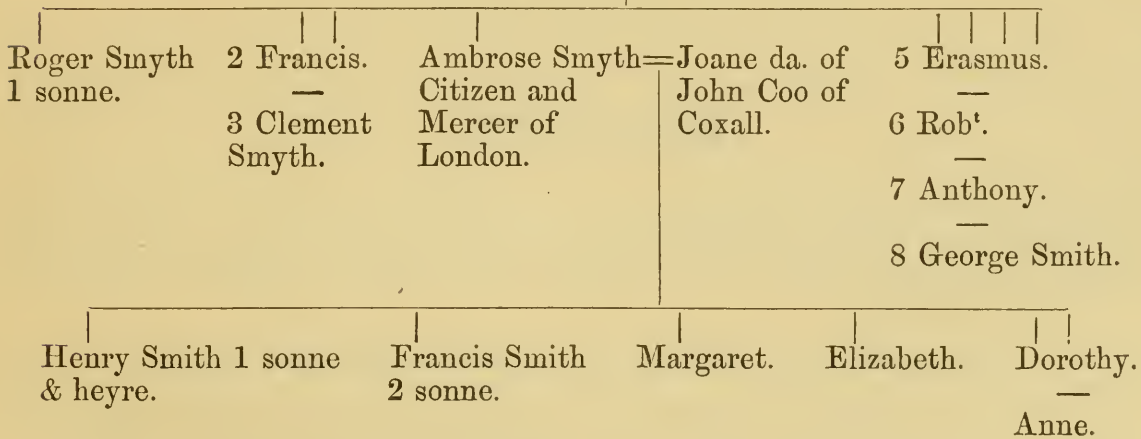 Roger Smyth
1 sonne.
2 Francis.
—
3 Clement
Smyth.
Ambrose Smyth=Joane da. of
Citizen and
Mercer of
London.
John Coo of
Coxall.
5 Erasmus.
—
6 Robᵗ.
—
7 Anthony.
—
8 George Smith.
Henry Smith 1 sonne
& heyre.
Francis Smith
2 sonne.
Margaret.
Elizabeth.
Dorothy.
—
Anne.